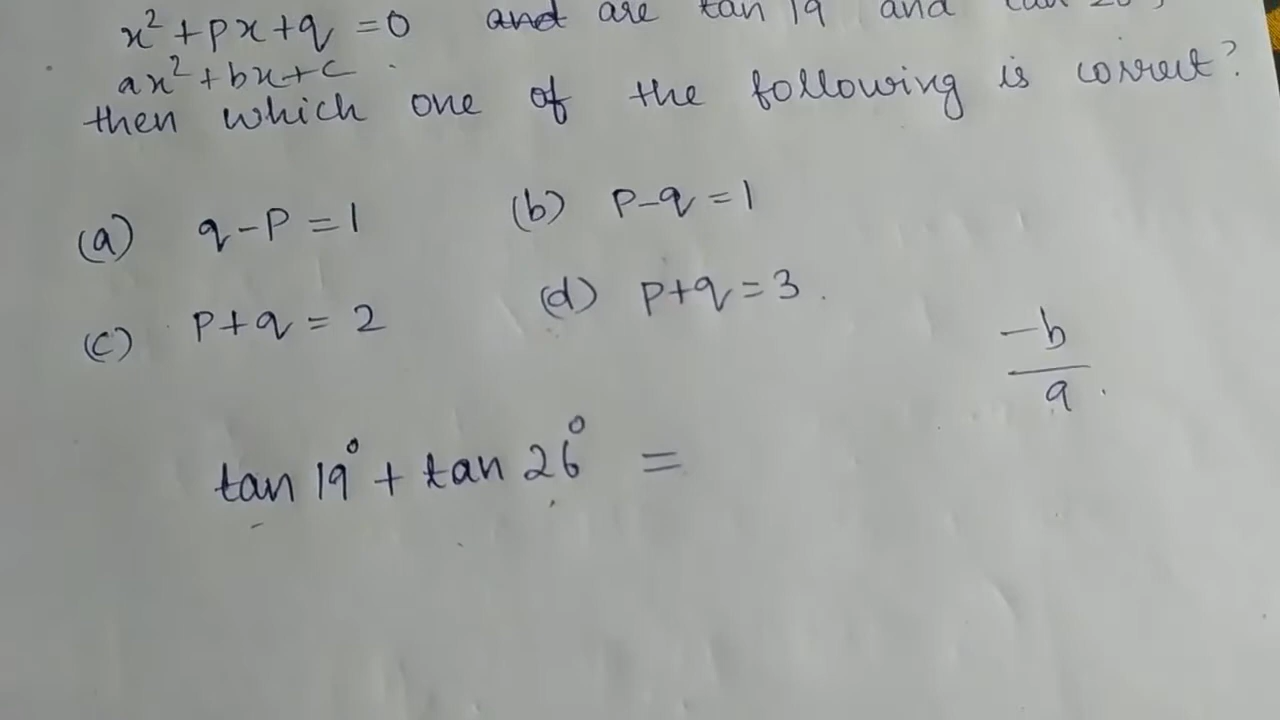 x² + px + q = 0 and are tan 19 and
ax² + bx + c
then which one of the following is correct?
(a) q - p = 1 (b) p - q = 1
(c) p + q = 2 (d) p + q = 3.
-b
a.
tan 19° + tan 26° =